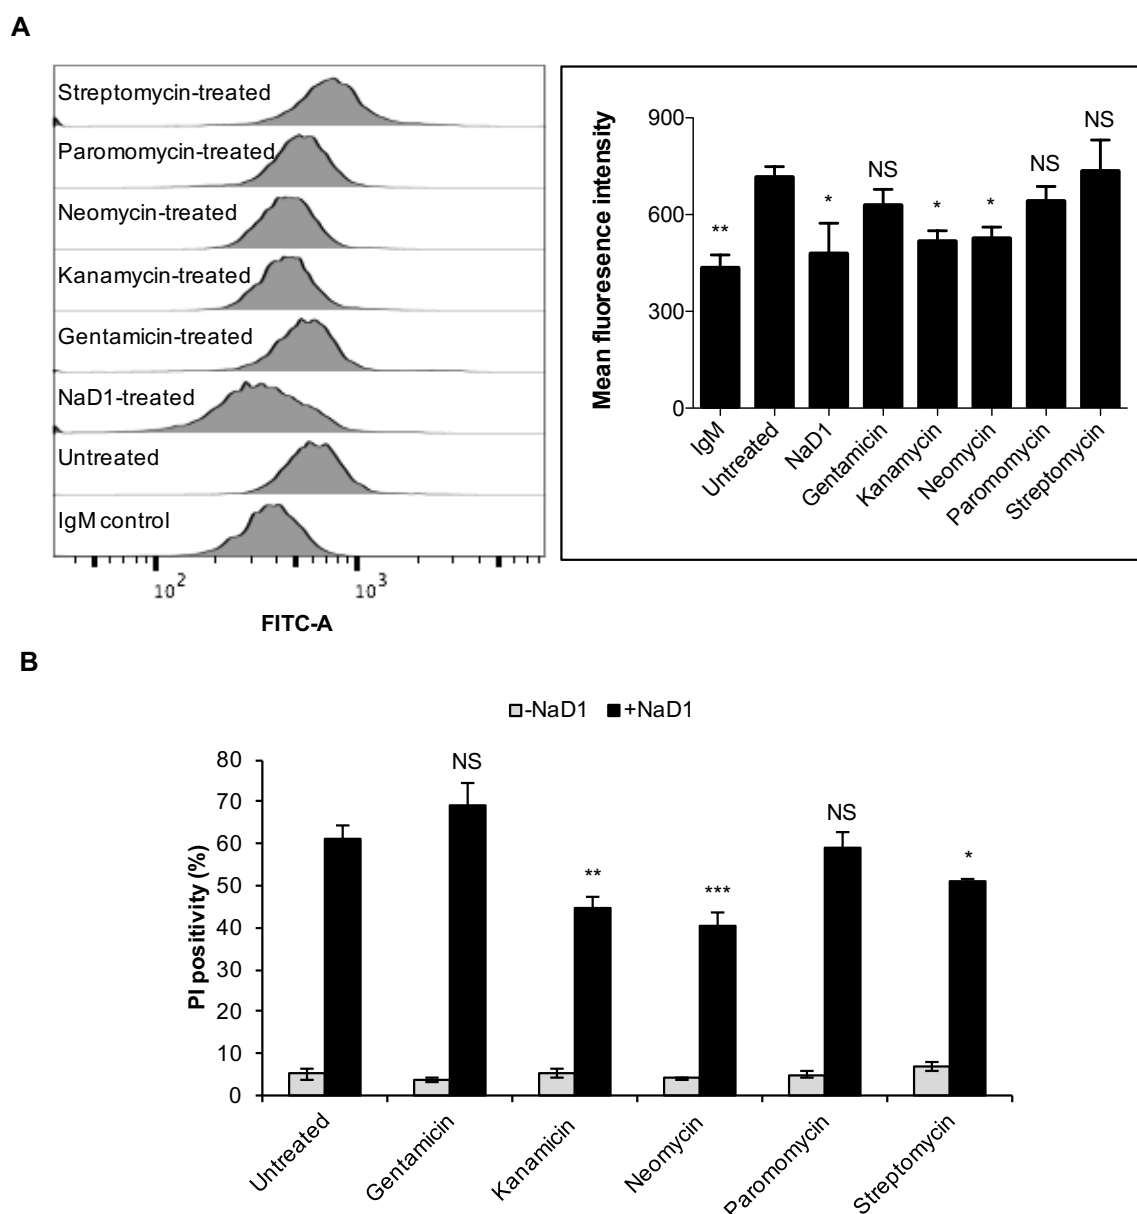 A
Streptomycin-treated
Paromomycin-treated
Neomycin-treated
Kanamycin-treated
Gentamicin-treated
NaD1-treated
Untreated
IgM control
10²
10³
FITC-A
Mean fluoresence intensity
900
600
300
0
**
*
NS
*
*
NS
NS
IgM
Untreated
NaD1
Gentamicin
Kanamycin
Neomycin
Paromomycin
Streptomycin
B
-NaD1 +NaD1
PI positivity (%)
80
70
60
50
40
30
20
10
0
NS
**
***
NS
*
Untreated
Gentamicin
Kanamicin
Neomycin
Paromomycin
Streptomycin